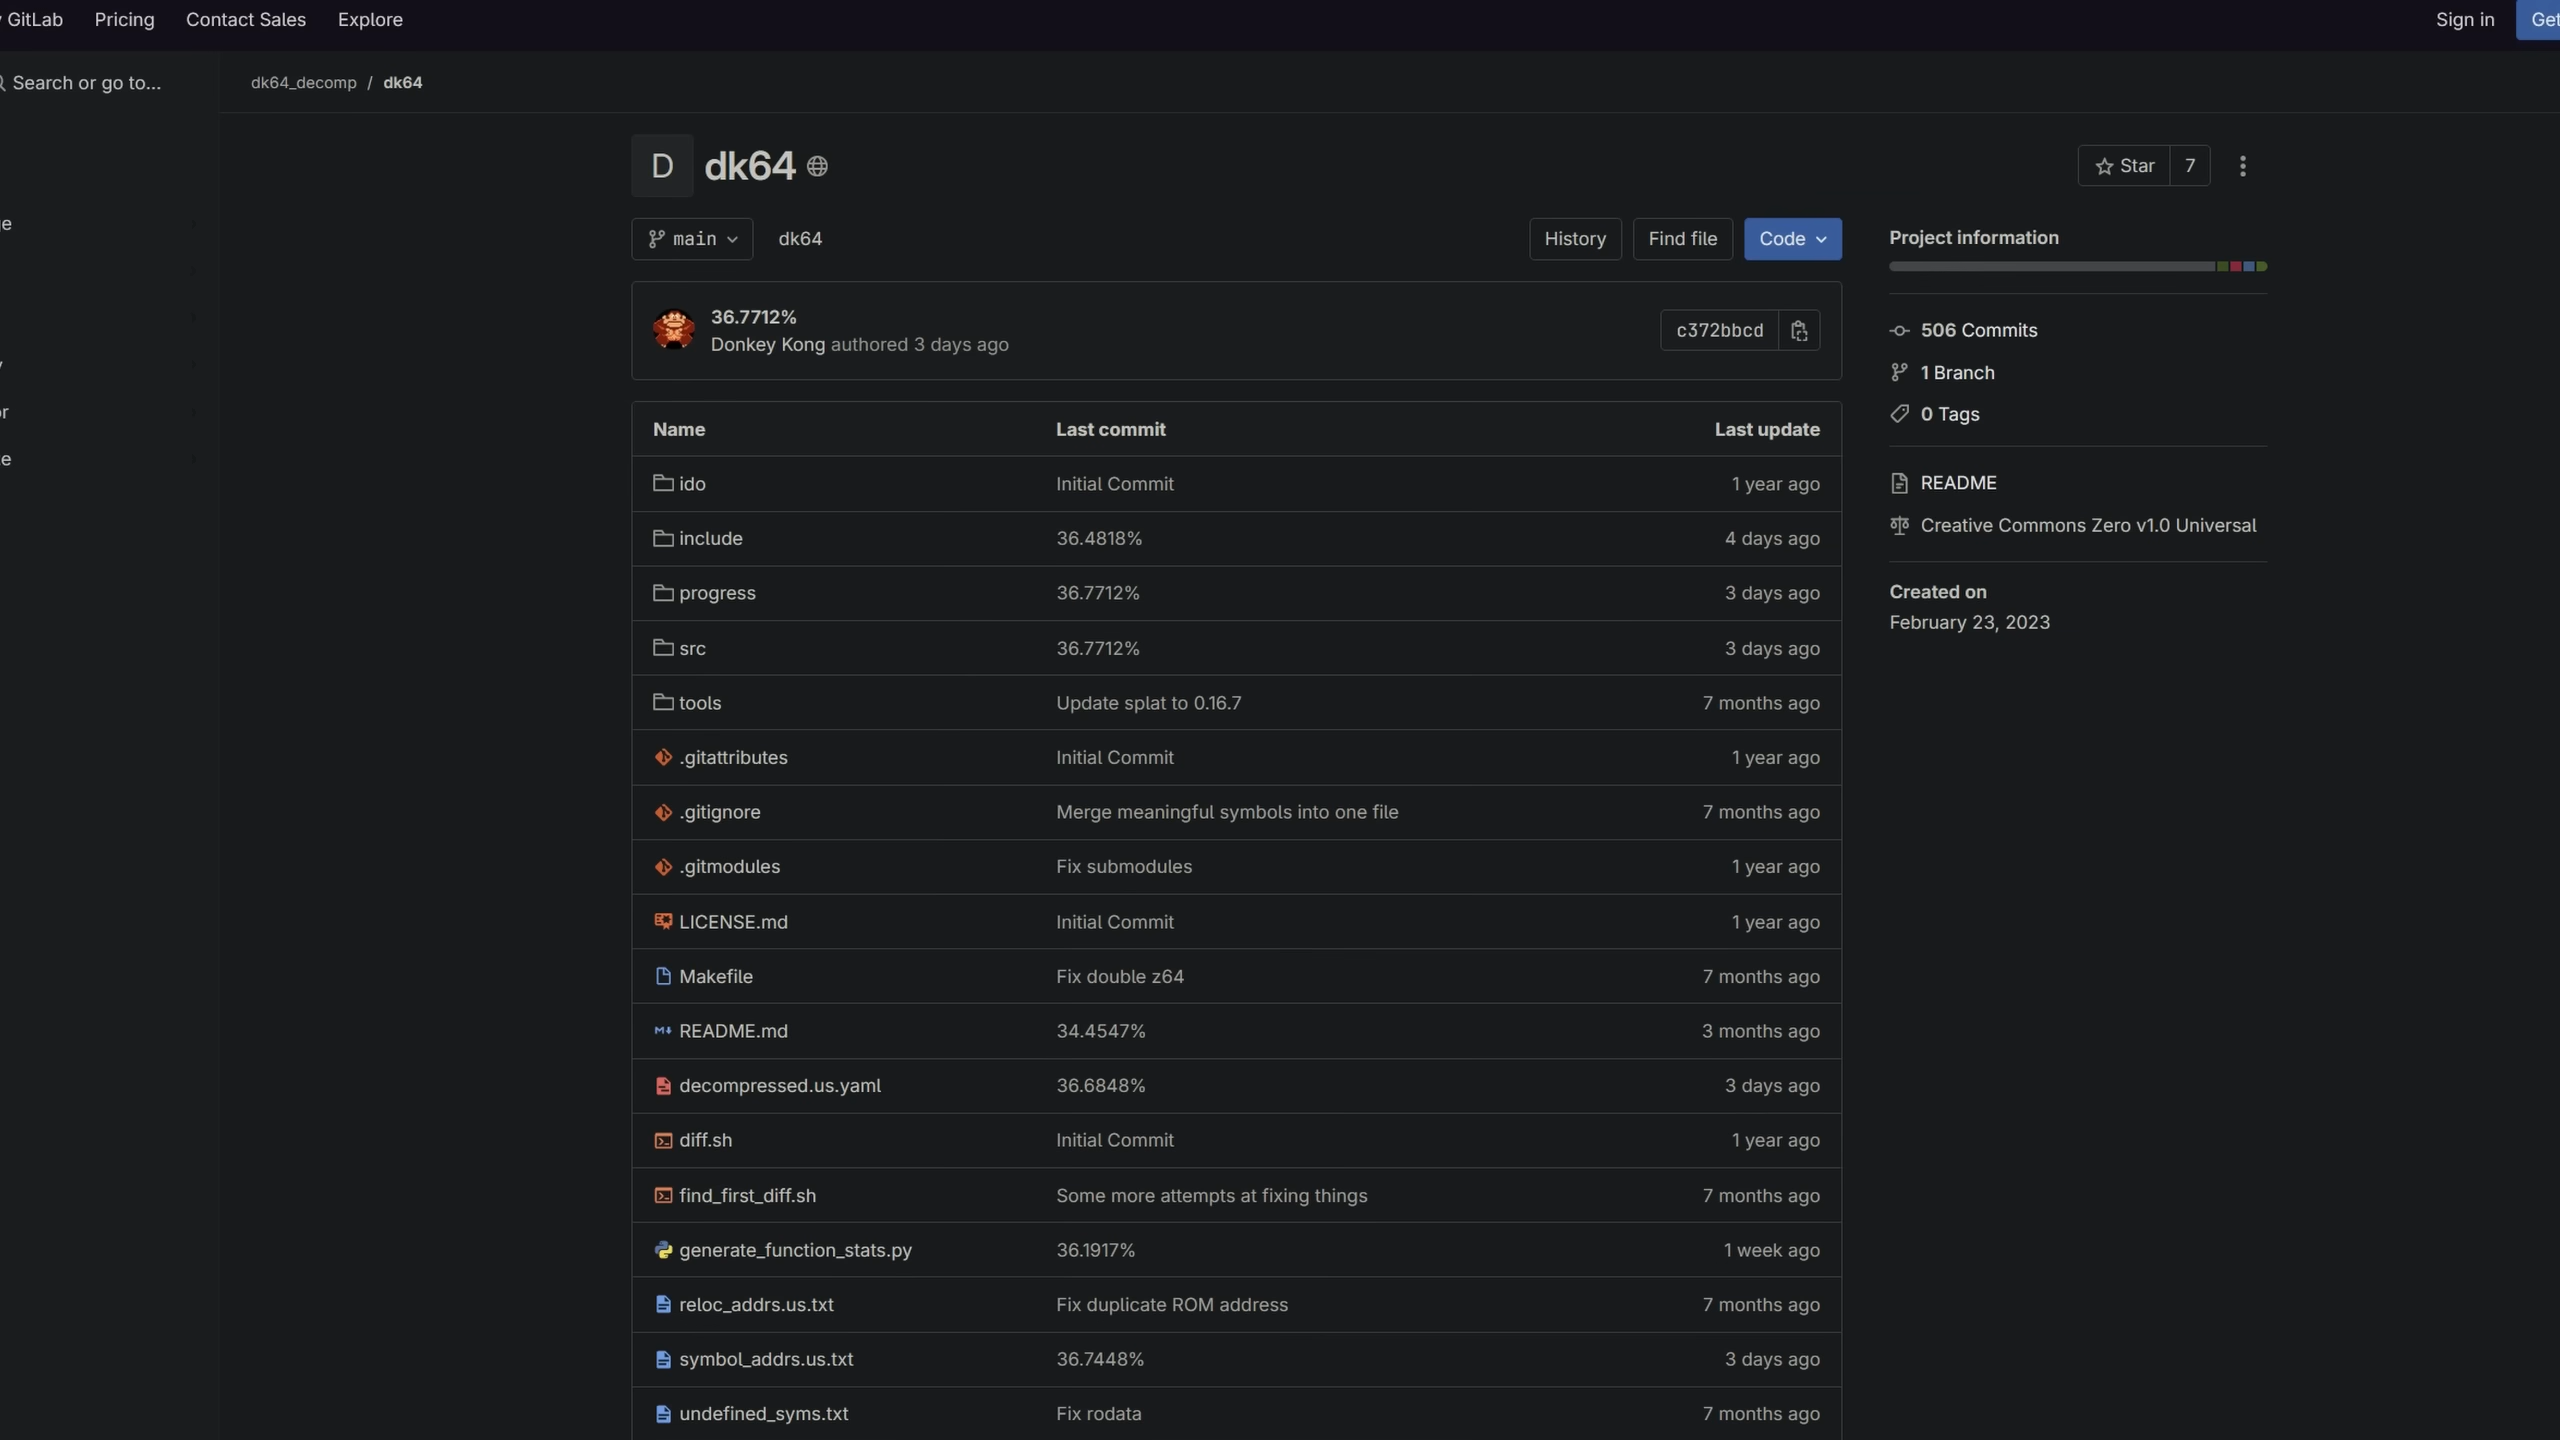 GitLab Pricing Contact Sales Explore Sign in Get
Search or go to...
dk64_decomp / dk64
D dk64
Star 7
main dk64 History Find file Code
Project information
36.7712%
Donkey Kong authored 3 days ago
c372bbcd
506 Commits
1 Branch
0 Tags
README
Creative Commons Zero v1.0 Universal
Created on
February 23, 2023
Name Last commit Last update
ido Initial Commit 1 year ago
include 36.4818% 4 days ago
progress 36.7712% 3 days ago
src 36.7712% 3 days ago
tools Update splat to 0.16.7 7 months ago
.gitattributes Initial Commit 1 year ago
.gitignore Merge meaningful symbols into one file 7 months ago
.gitmodules Fix submodules 1 year ago
LICENSE.md Initial Commit 1 year ago
Makefile Fix double z64 7 months ago
README.md 34.4547% 3 months ago
decompressed.us.yaml 36.6848% 3 days ago
diff.sh Initial Commit 1 year ago
find_first_diff.sh Some more attempts at fixing things 7 months ago
generate_function_stats.py 36.1917% 1 week ago
reloc_addrs.us.txt Fix duplicate ROM address 7 months ago
symbol_addrs.us.txt 36.7448% 3 days ago
undefined_syms.txt Fix rodata 7 months ago